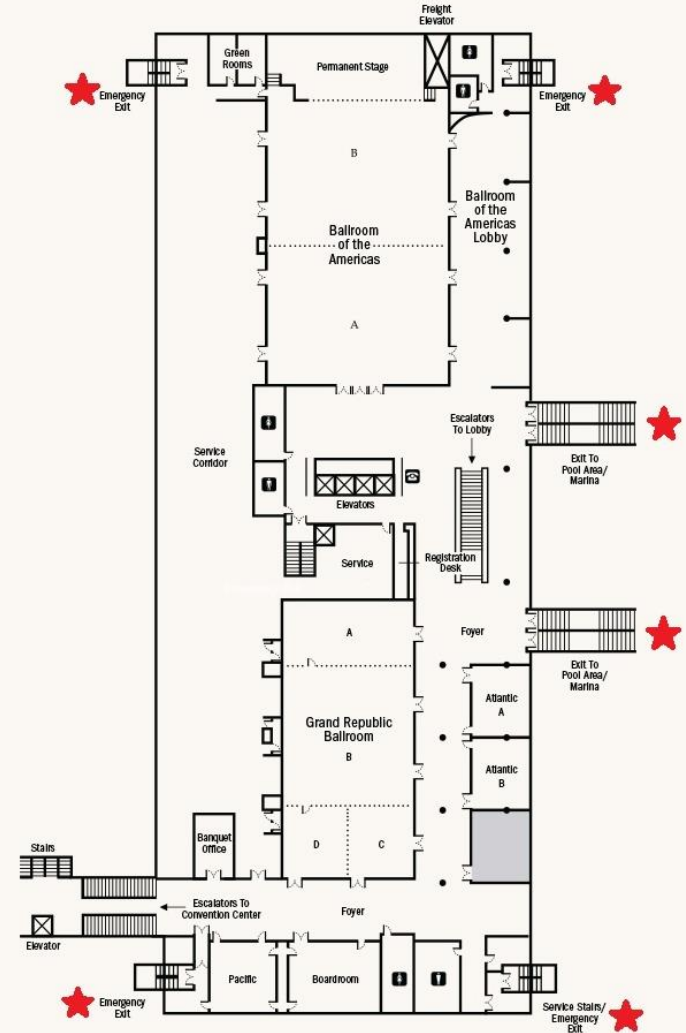 Freight
Elevator
Green
Rooms
Permanent Stage
Emergency
Exit
Emergency
Exit
B
Ballroom
of the
Americas
Lobby
Ballroom
of the
Americas
A
Escalators
To Lobby
Service
Corridor
Exit To
Pool Area/
Marina
Elevators
Service
Registration
Desk
A
Foyer
Exit To
Pool Area/
Marina
Atlantic
A
Grand Republic
Ballroom
B
Atlantic
B
Banquet
Office
D
C
Stairs
Escalators To
Convention Center
Foyer
Elevator
Pacific
Boardroom
Emergency
Exit
Service Stairs/
Emergency
Exit